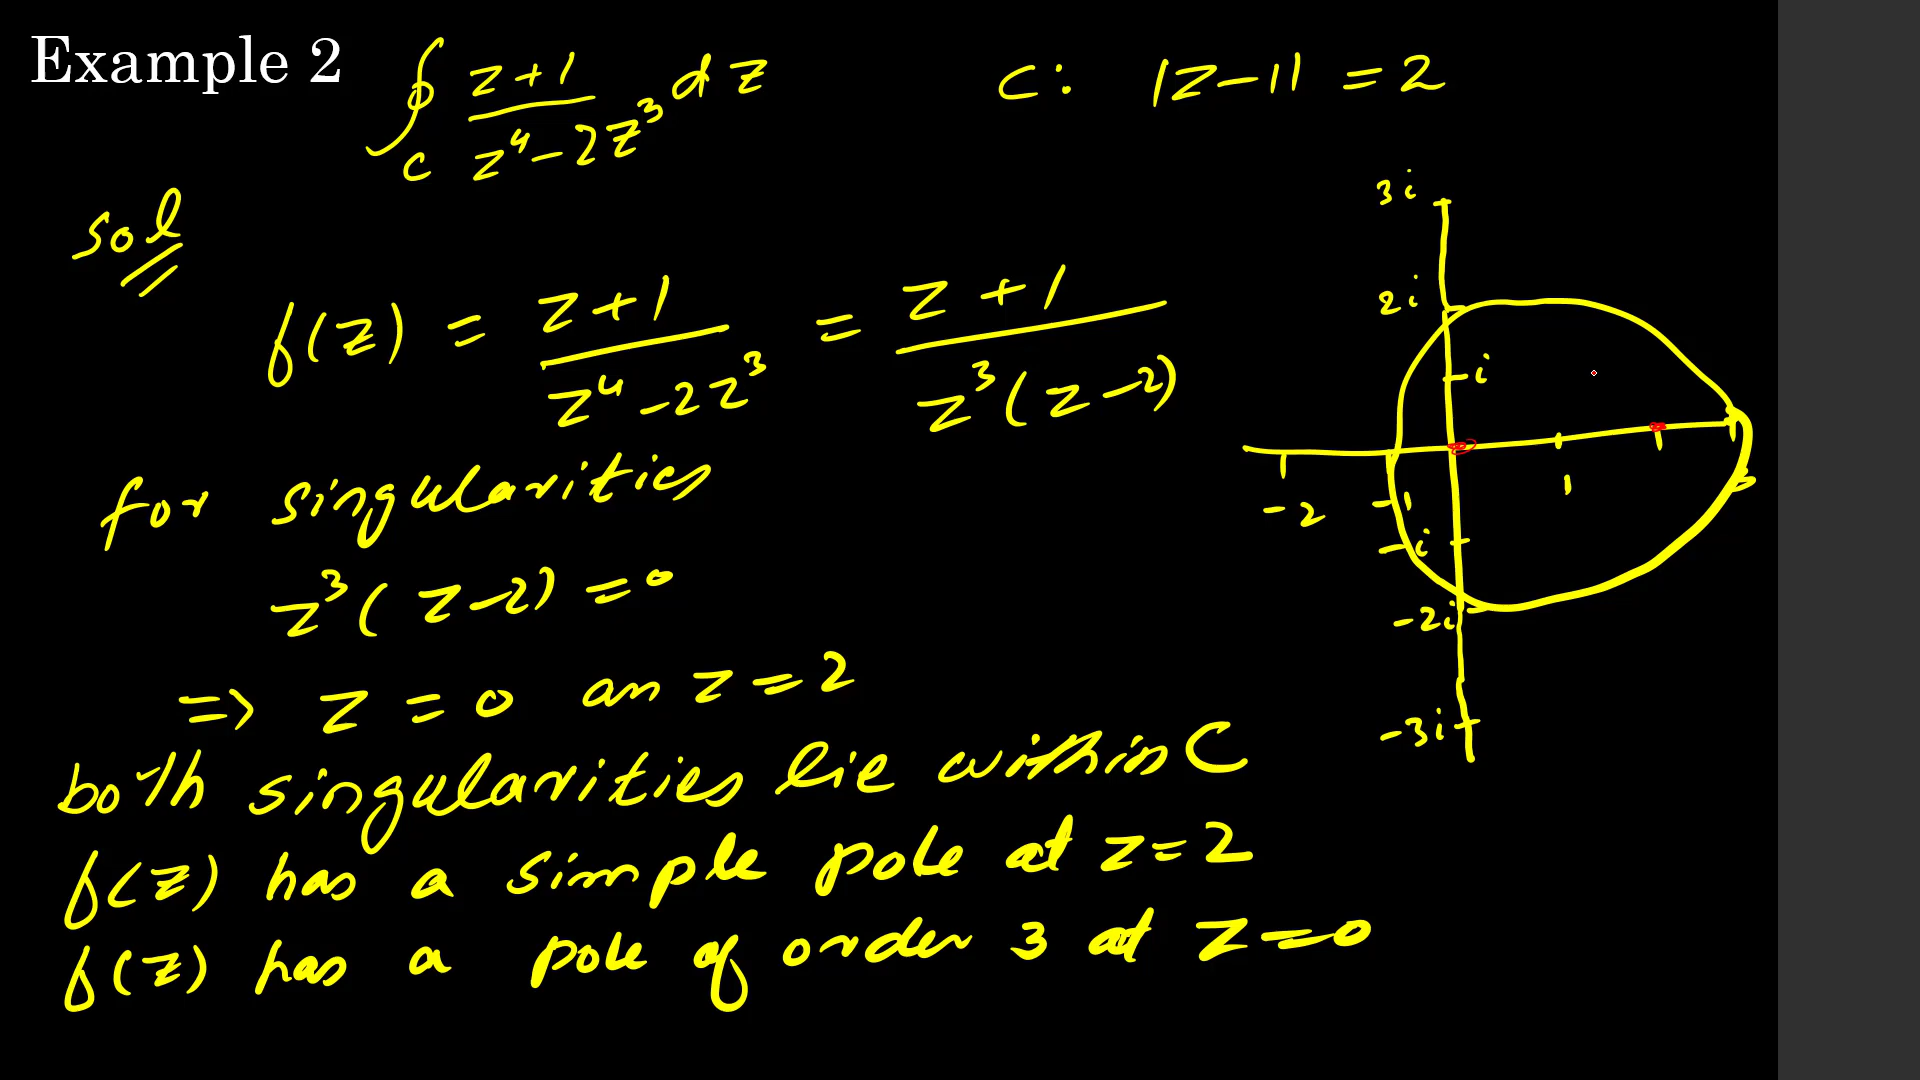 Example 2 ∮_C (z+1)/(z⁴-2z³) dz   C: |z-1| = 2
sol
f(z) = (z+1)/(z⁴-2z³) = (z+1)/(z³(z-2))
for singularities
z³(z-2) = 0
=> z = 0 an z = 2
both singularities lie within C
f(z) has a simple pole at z = 2
f(z) has a pole of order 3 at z = 0
3i
2i
i
1
-2 -1
-i
-2i
-3i